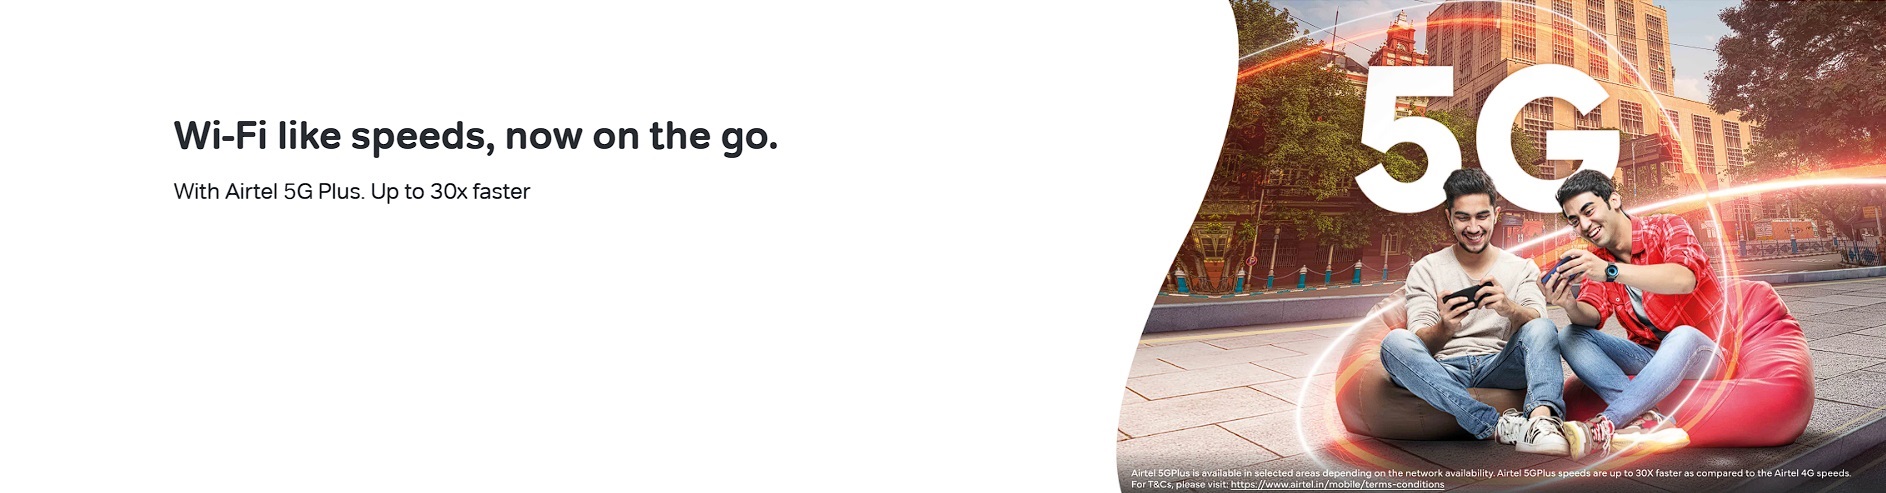 Wi-Fi like speeds, now on the go.
With Airtel 5G Plus. Up to 30x faster
5G
Airtel 5GPlus is available in selected areas depending on the network availability. Airtel 5GPlus speeds are up to 30X faster as compared to the Airtel 4G speeds.
For T&Cs, please visit: https://www.airtel.in/mobile/terms-conditions